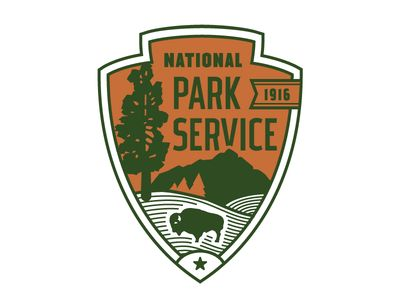 NATIONAL
PARK
1916
SERVICE